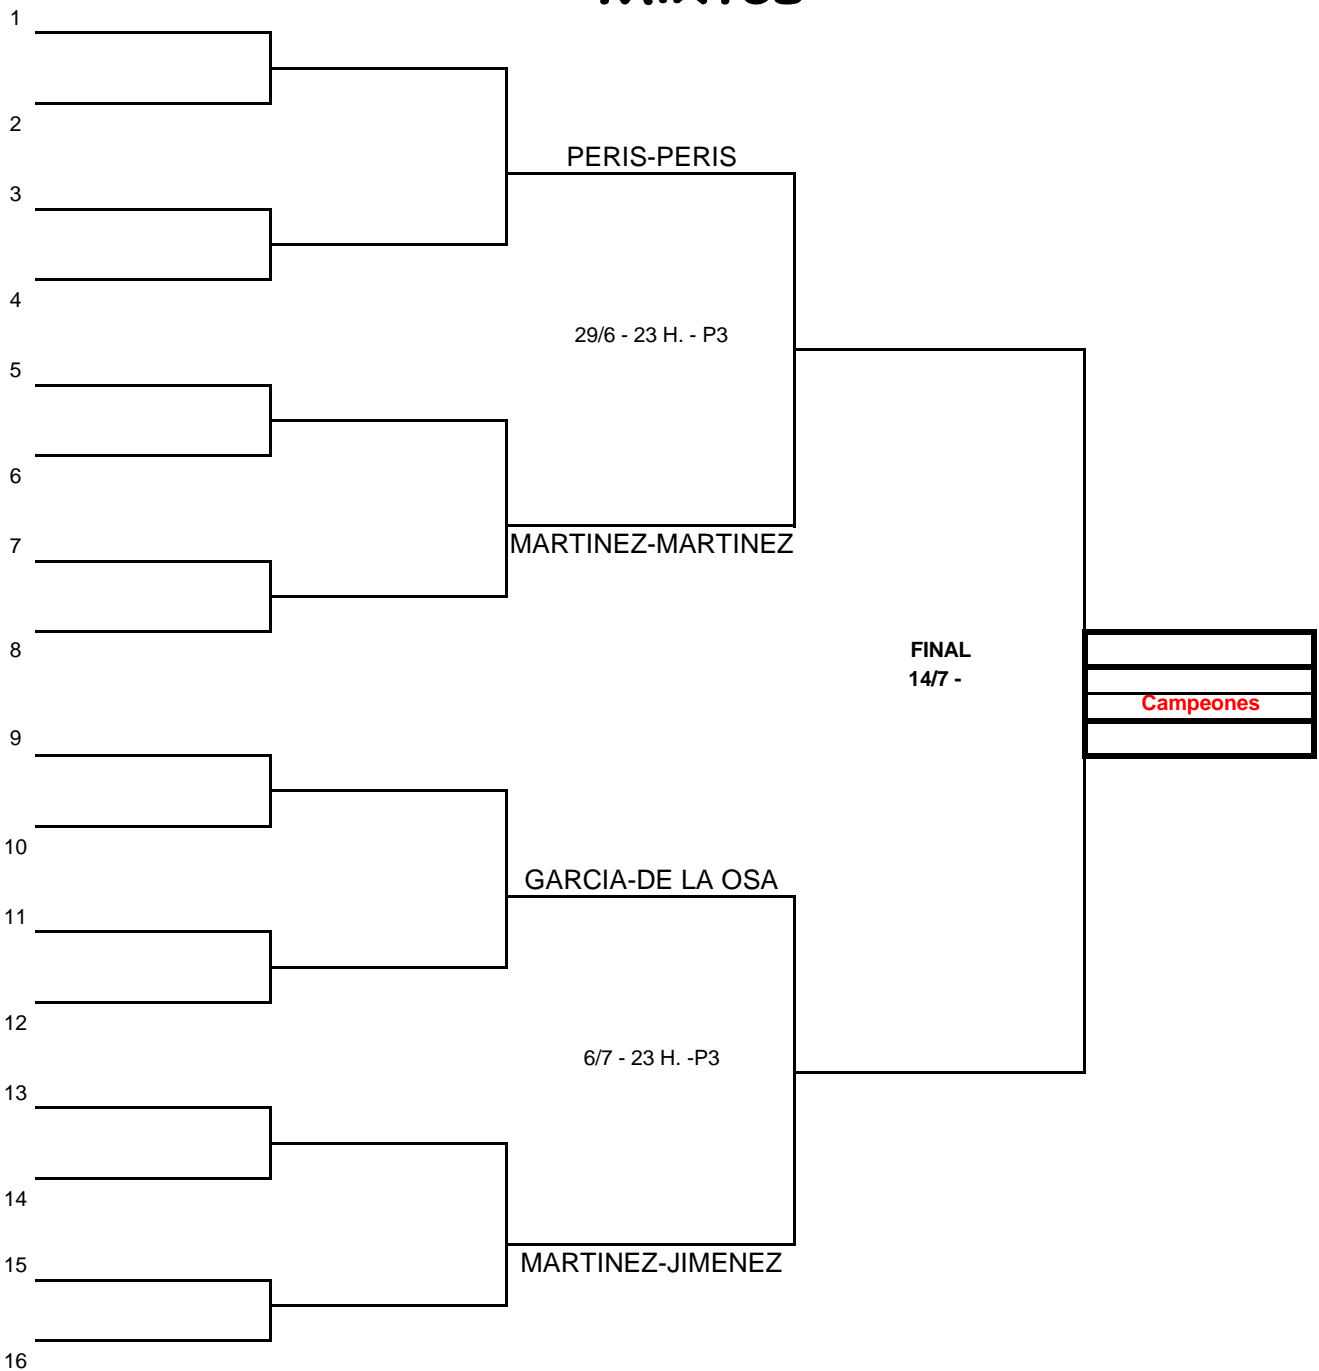 1
2
PERIS-PERIS
3
4
29/6 - 23 H. - P3
5
6
7
MARTINEZ-MARTINEZ
8
FINAL
14/7 -
Campeones
9
10
GARCIA-DE LA OSA
11
12
6/7 - 23 H. -P3
13
14
15
MARTINEZ-JIMENEZ
16